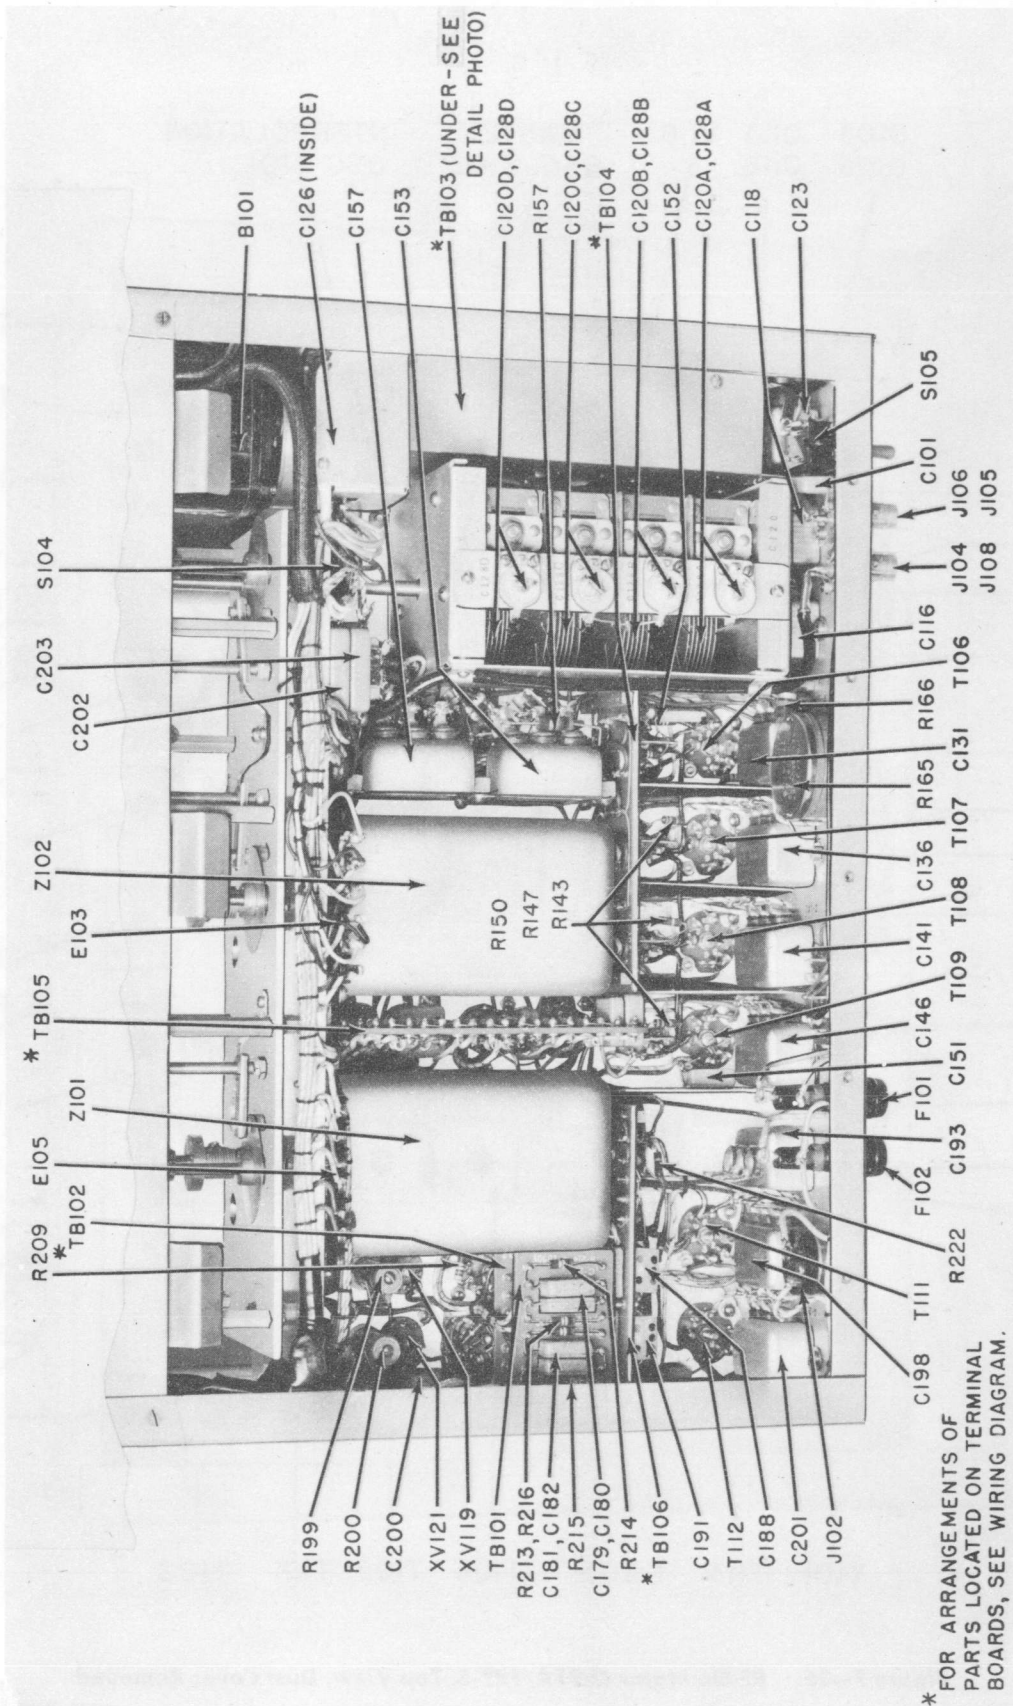 R209
*TB102
E105
Z101
*TB105
E103
Z102
C202
C203
S104
B101
C126 (INSIDE)
C157
C153
*TB103 (UNDER-SEE
DETAIL PHOTO)
C120D, C128D
R157
C120C, C128C
*TB104
C120B, C128B
C152
C120A, C128A
C118
C123
R199
R200
C200
XV121
XV119
TB101
R213, R216
C181, C182
R215
C179, C180
R214
*TB106
C191
T112
C188
C201
J102
R150
R147
R143
C120
C198
T111
R222
F102
C193
F101
C151
C146
T109
C141
T108
C136
T107
R165
C131
R166
T106
C116
J104
J108
J106
J105
C101
S105
* FOR ARRANGEMENTS OF
PARTS LOCATED ON TERMINAL
BOARDS, SEE WIRING DIAGRAM.